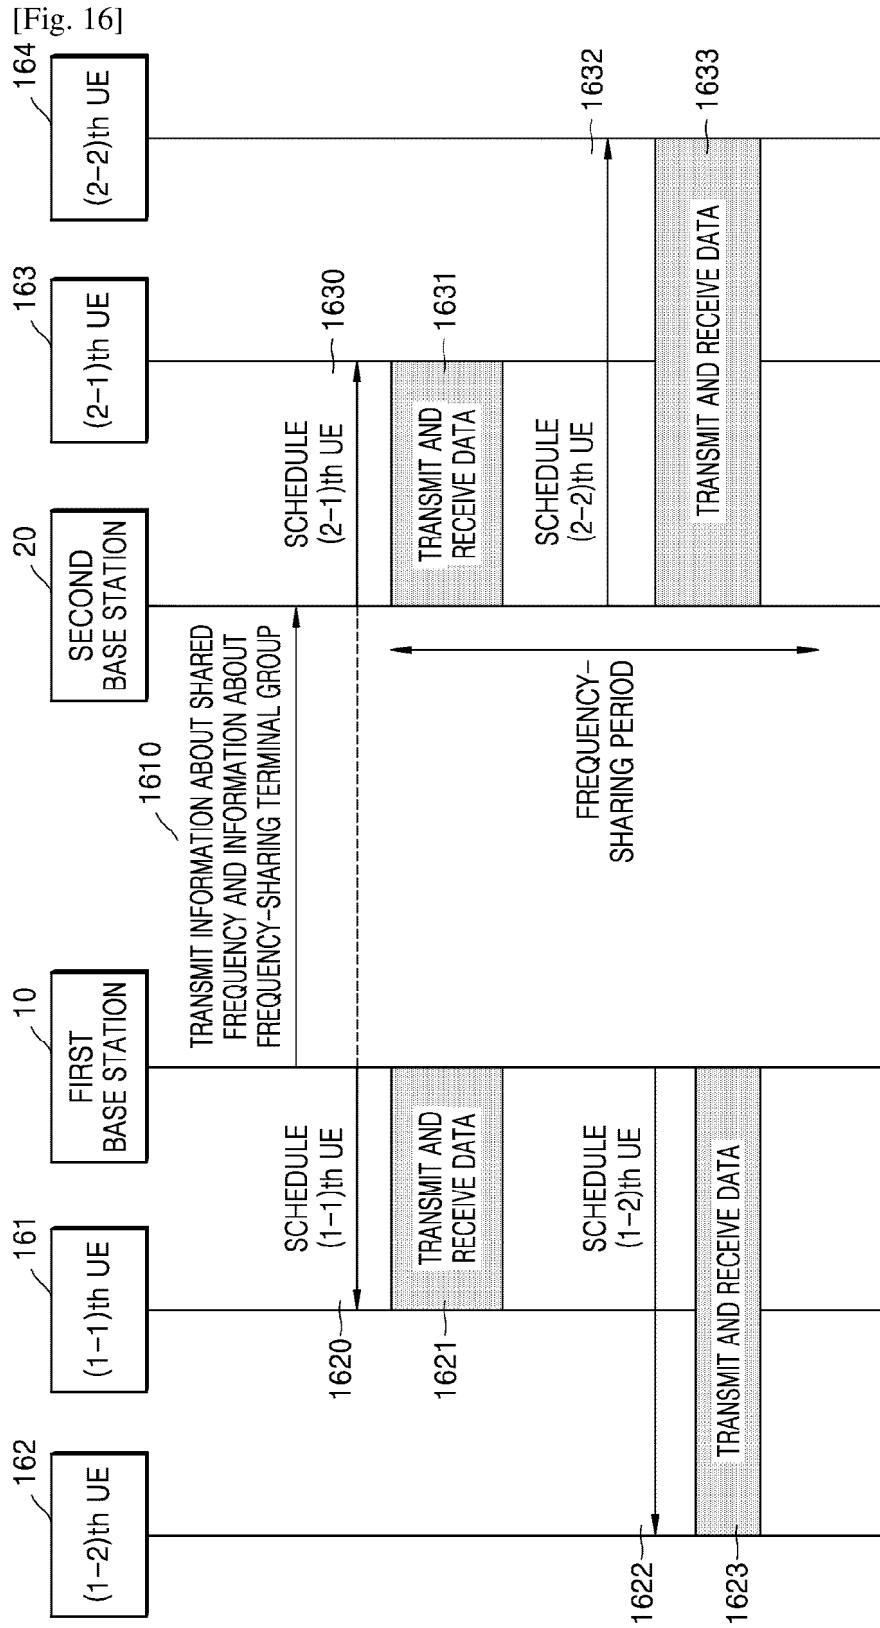 [Fig. 16]
162
(1-2)th UE
161
(1-1)th UE
10
FIRST
BASE STATION
20
SECOND
BASE STATION
163
(2-1)th UE
164
(2-2)th UE
1610
TRANSMIT INFORMATION ABOUT SHARED
FREQUENCY AND INFORMATION ABOUT
FREQUENCY-SHARING TERMINAL GROUP
1620
SCHEDULE
(1-1)th UE
SCHEDULE
(2-1)th UE
1630
1621
TRANSMIT AND
RECEIVE DATA
TRANSMIT AND
RECEIVE DATA
1631
FREQUENCY-
SHARING PERIOD
SCHEDULE
(2-2)th UE
1632
1622
SCHEDULE
(1-2)th UE
1623
TRANSMIT AND RECEIVE DATA
TRANSMIT AND RECEIVE DATA
1633